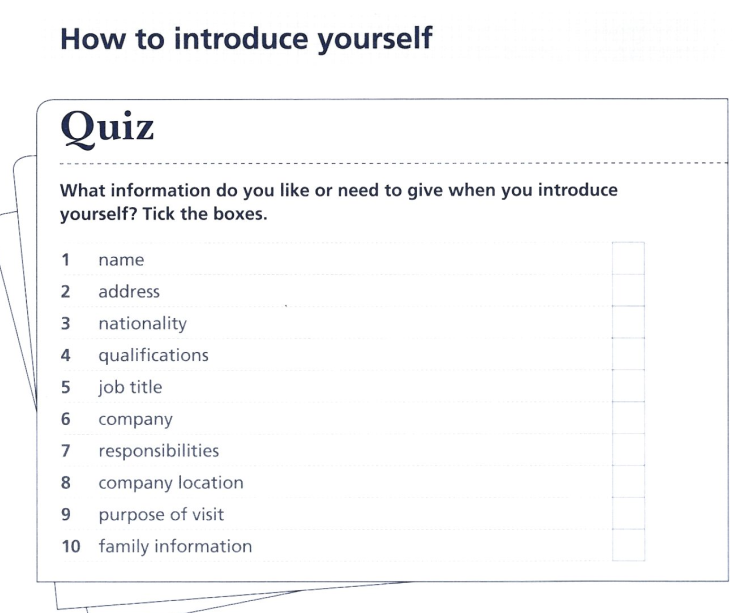 How to introduce yourself
Quiz
What information do you like or need to give when you introduce
yourself? Tick the boxes.
1 name
2 address
3 nationality
4 qualifications
5 job title
6 company
7 responsibilities
8 company location
9 purpose of visit
10 family information